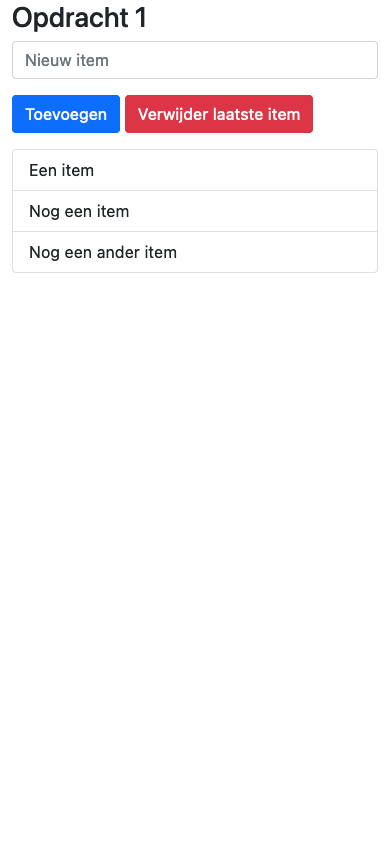 Opdracht 1
Nieuw item
Toevoegen Verwijder laatste item
Een item
Nog een item
Nog een ander item